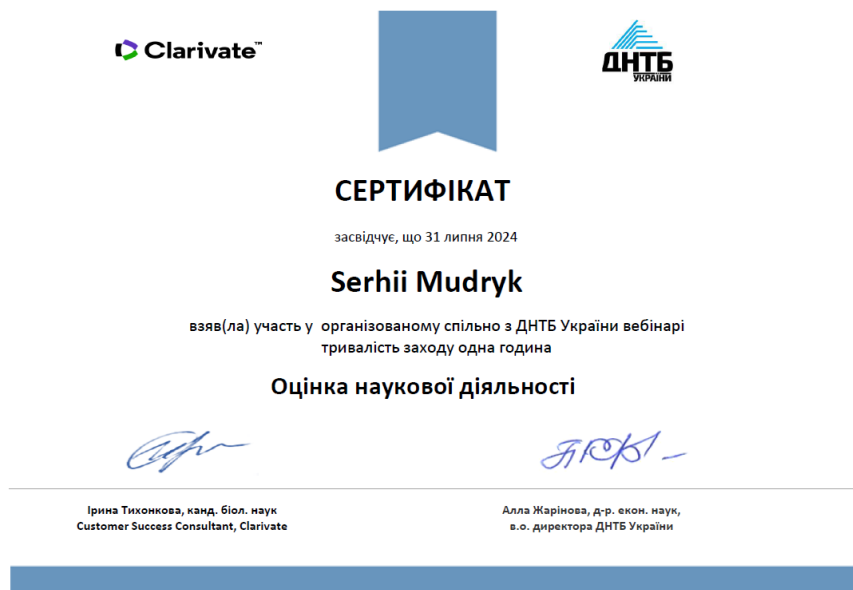 Clarivate™
ДНТБ
УКРАЇНИ
СЕРТИФІКАТ
засвідчує, що 31 липня 2024
Serhii Mudryk
взяв(ла) участь у організованому спільно з ДНТБ України вебінарі
тривалість заходу одна година
Оцінка наукової діяльності
Ірина Тихонкова, канд. біол. наук
Customer Success Consultant, Clarivate
Алла Жарінова, д-р. екон. наук,
в.о. директора ДНТБ України